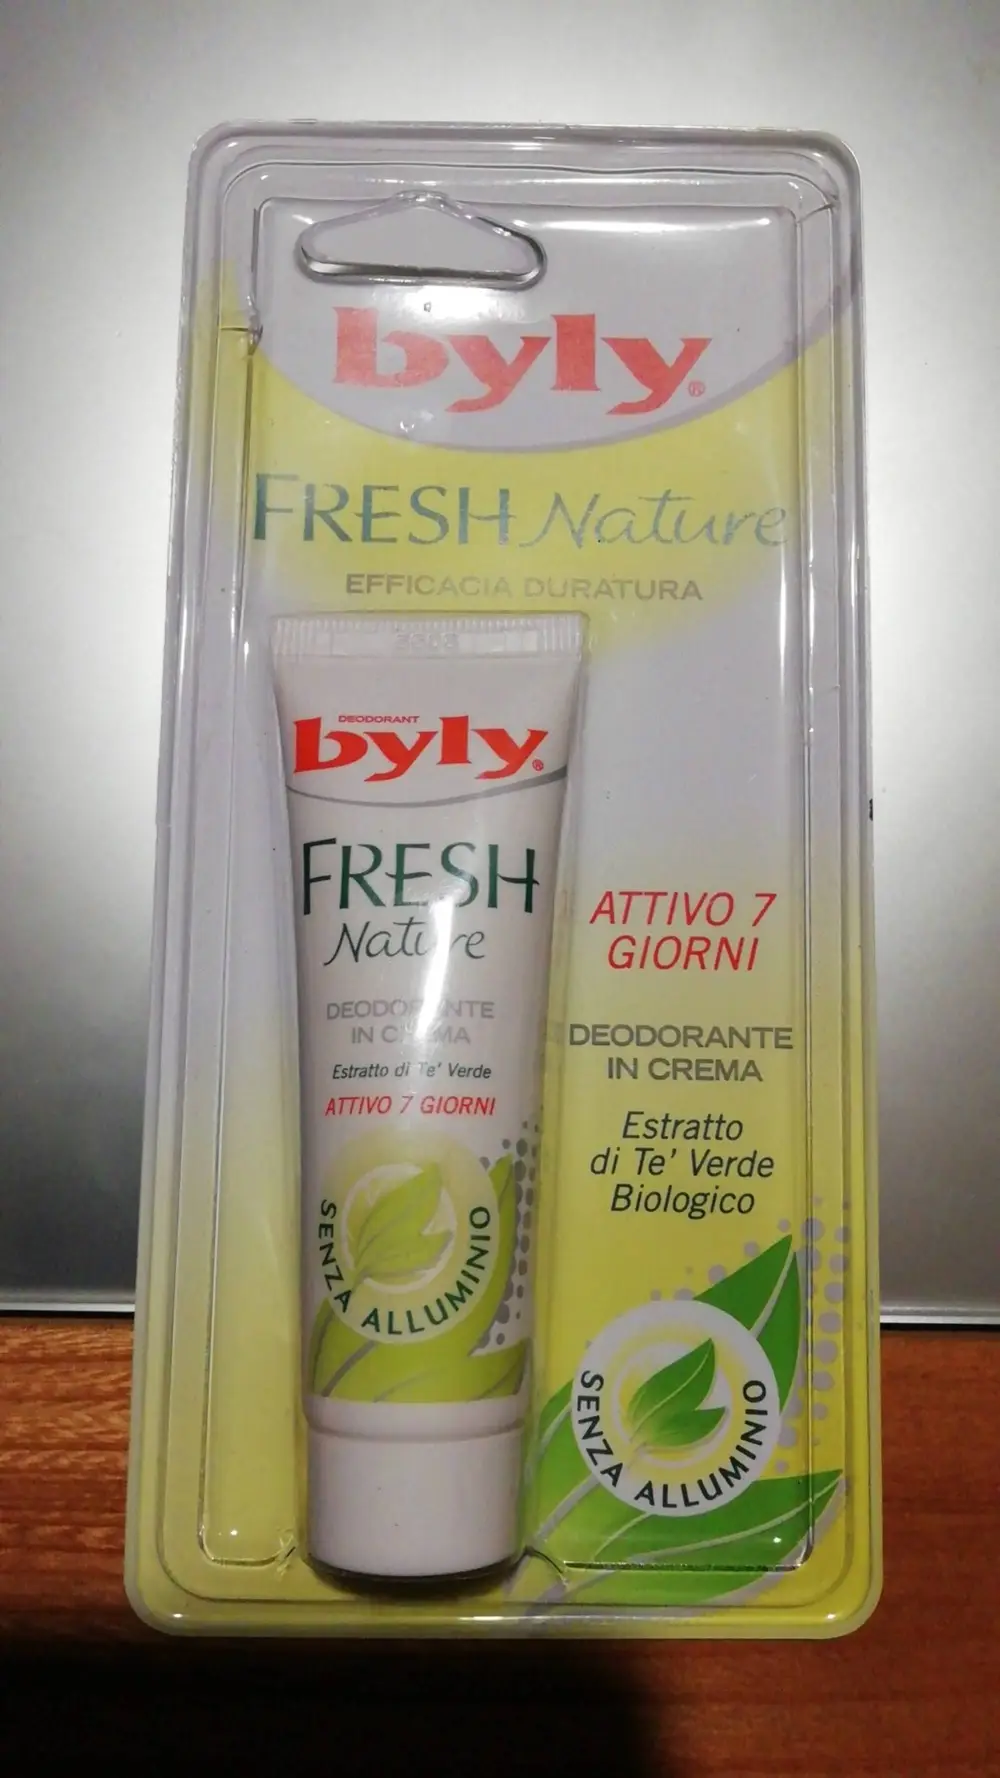 byly®
FRESH Nature
EFFICACIA DURATURA
DEODORANT
byly®
FRESH
Nature
DEODORANTE
IN CREMA
Estratto di Te' Verde
ATTIVO 7 GIORNI
SENZA ALLUMINIO
ATTIVO 7
GIORNI
DEODORANTE
IN CREMA
Estratto
di Te' Verde
Biologico
SENZA ALLUMINIO